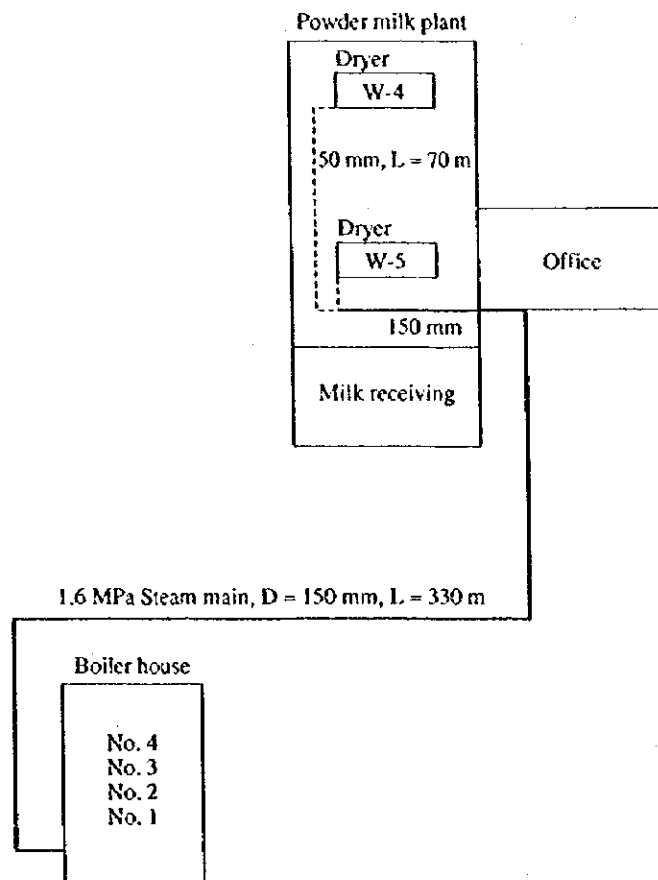 Powder milk plant
Dryer
W-4
50 mm, L = 70 m
Dryer
W-5
Office
150 mm
Milk receiving
1.6 MPa Steam main, D = 150 mm, L = 330 m
Boiler house
No. 4
No. 3
No. 2
No. 1